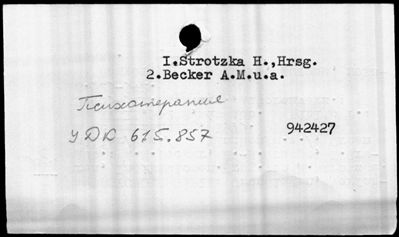 I.Strotzka H.,Hrsg.
2.Becker A.M.u.a.
Психотерапия
УДК 615.857
942427